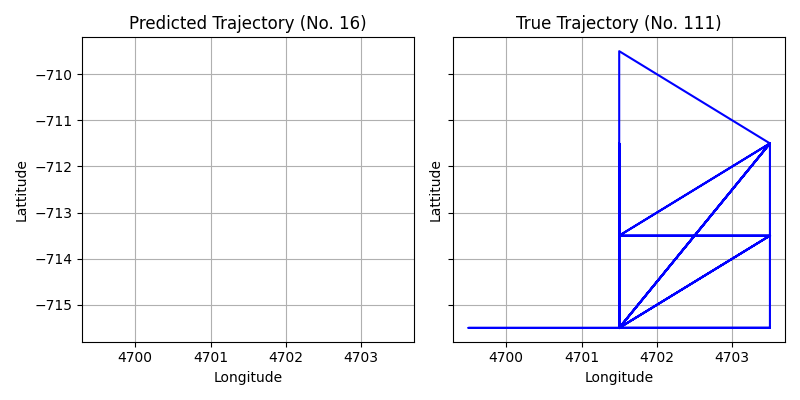 Predicted Trajectory (No. 16)
True Trajectory (No. 111)
Lattitude
−710
−711
−712
−713
−714
−715
4700
4701
4702
4703
Longitude
Lattitude
4700
4701
4702
4703
Longitude